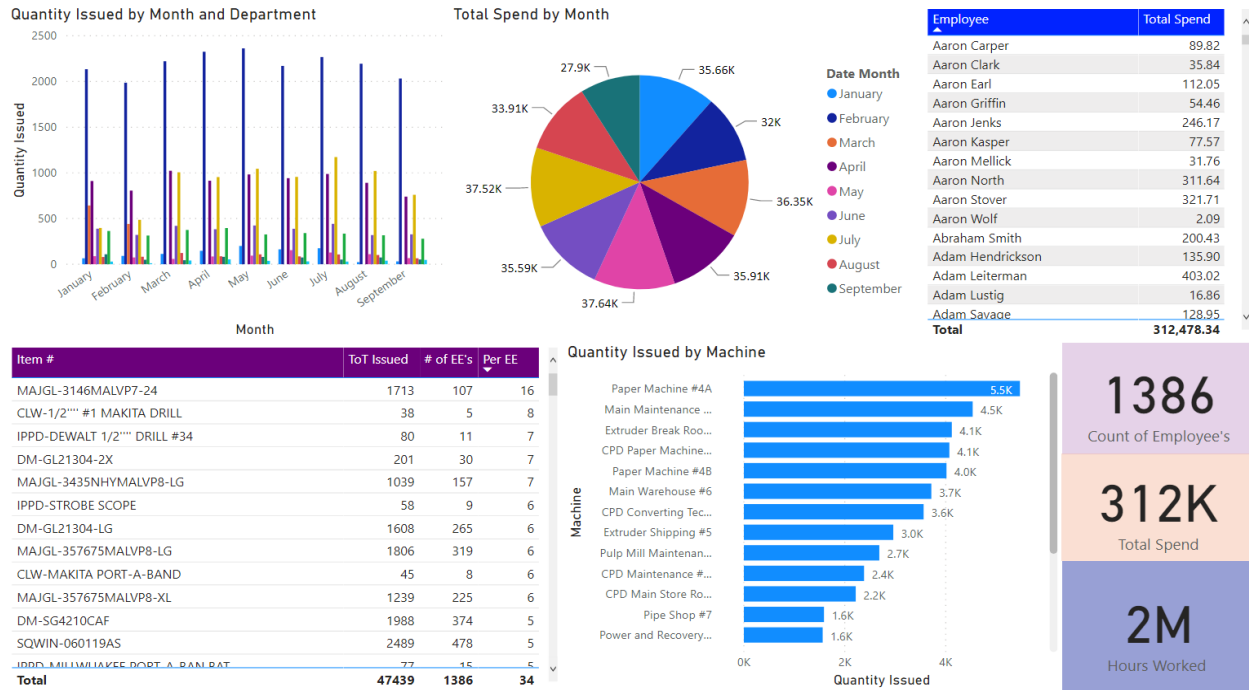 Quantity Issued by Month and Department
2500
2000
1500
1000
500
0
Quantity Issued
January
February
March
April
May
June
July
August
September
Month
Total Spend by Month
27.9K
35.66K
33.91K
32K
37.52K
36.35K
35.59K
35.91K
37.64K
Date Month
January
February
March
April
May
June
July
August
September
Employee Total Spend
Aaron Carper 89.82
Aaron Clark 35.84
Aaron Earl 112.05
Aaron Griffin 54.46
Aaron Jenks 246.17
Aaron Kasper 77.57
Aaron Mellick 31.76
Aaron North 311.64
Aaron Stover 321.71
Aaron Wolf 2.09
Abraham Smith 200.43
Adam Hendrickson 135.90
Adam Leiterman 403.02
Adam Lustig 16.86
Adam Savage 128.95
Total 312,478.34
Item # ToT Issued # of EE's Per EE
MAJGL-3146MALVP7-24 1713 107 16
CLW-1/2"" #1 MAKITA DRILL 38 5 8
IPPD-DEWALT 1/2"" DRILL #34 80 11 7
DM-GL21304-2X 201 30 7
MAJGL-3435NHYMALVP8-LG 1039 157 7
IPPD-STROBE SCOPE 58 9 6
DM-GL21304-LG 1608 265 6
MAJGL-357675MALVP8-LG 1806 319 6
CLW-MAKITA PORT-A-BAND 45 8 6
MAJGL-357675MALVP8-XL 1239 225 6
DM-SG4210CAF 1988 374 5
SQWIN-060119AS 2489 478 5
IPPD-MILLWUAKEE PORT-A-BAN BAT 77 15 5
Total 47439 1386 34
Quantity Issued by Machine
Machine
Paper Machine #4A 5.5K
Main Maintenance ... 4.5K
Extruder Break Roo... 4.1K
CPD Paper Machine... 4.1K
Paper Machine #4B 4.0K
Main Warehouse #6 3.7K
CPD Converting Tec... 3.6K
Extruder Shipping #5 3.0K
Pulp Mill Maintenan... 2.7K
CPD Maintenance #... 2.4K
CPD Main Store Ro... 2.2K
Pipe Shop #7 1.6K
Power and Recovery... 1.6K
0K 2K 4K
Quantity Issued
1386
Count of Employee's
312K
Total Spend
2M
Hours Worked